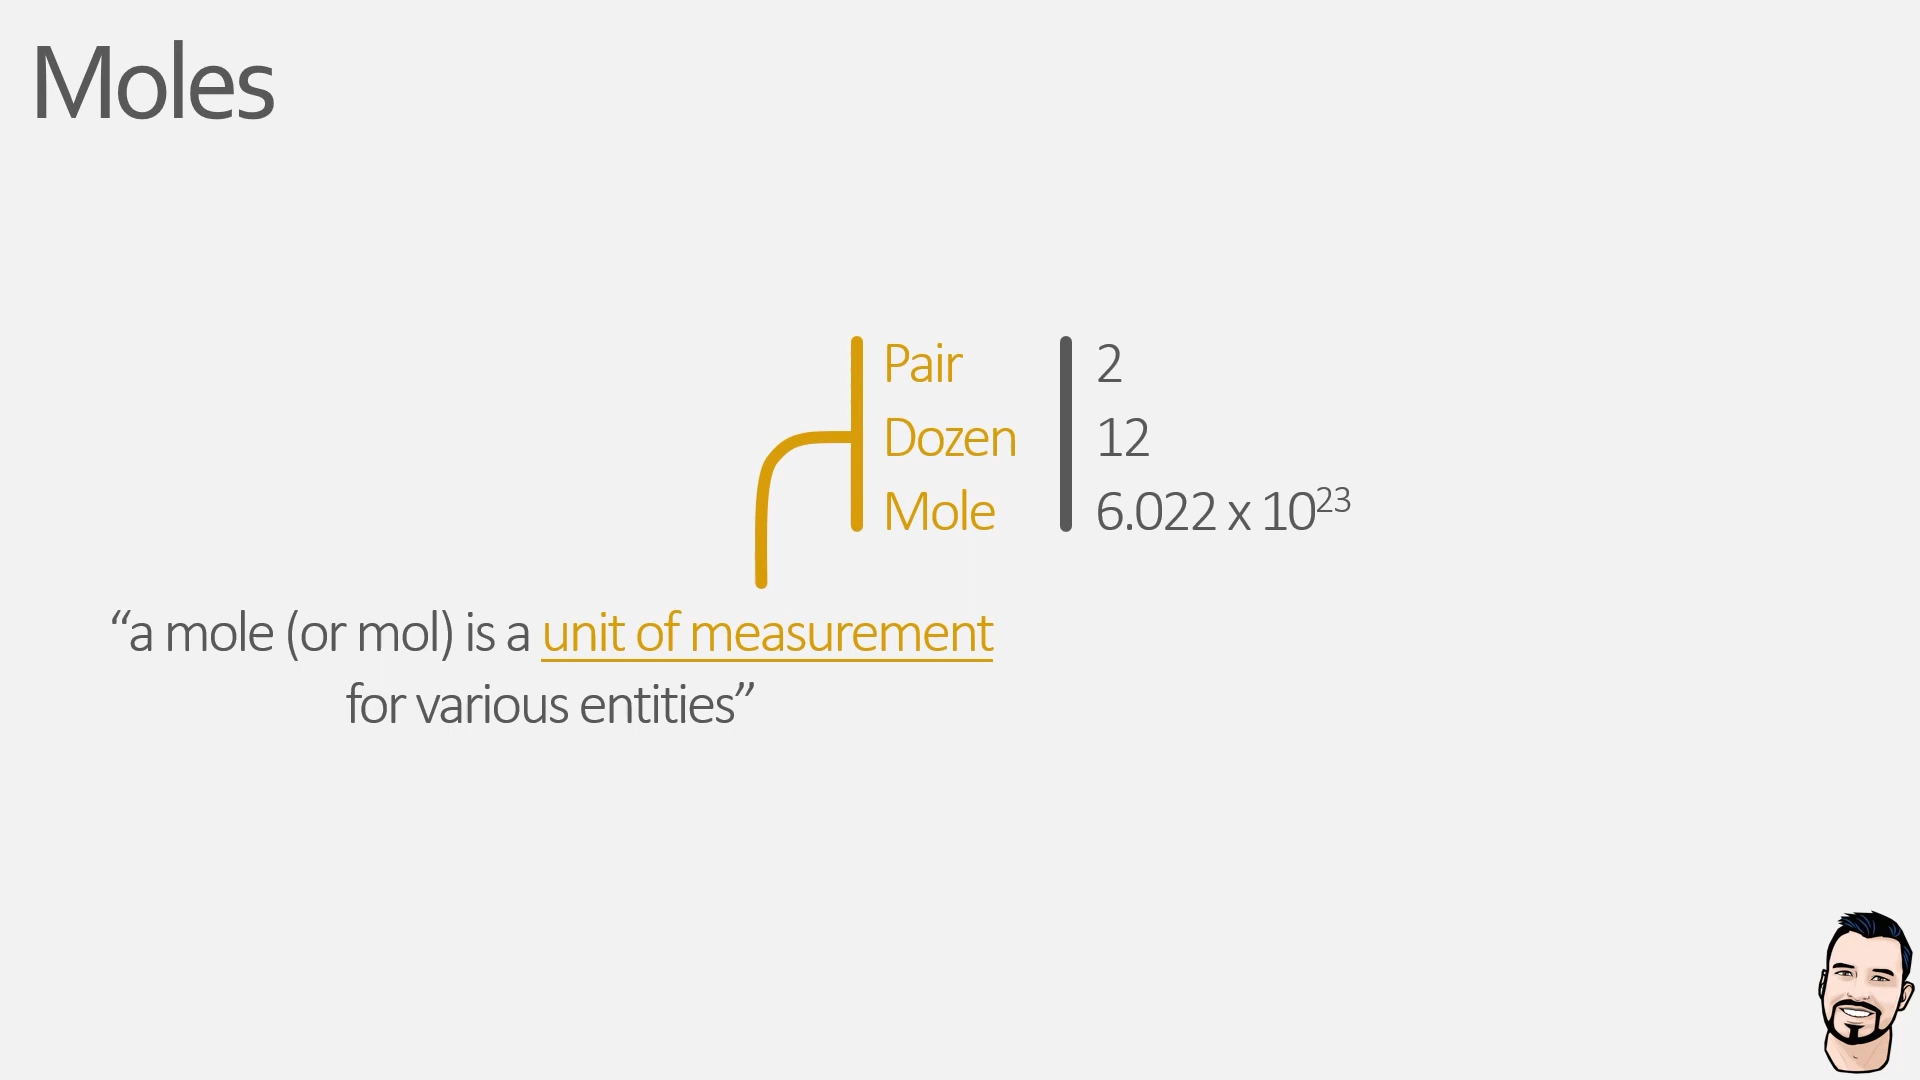 Moles
Pair 2
Dozen 12
Mole 6.022 x 10²³
“a mole (or mol) is a unit of measurement
for various entities”